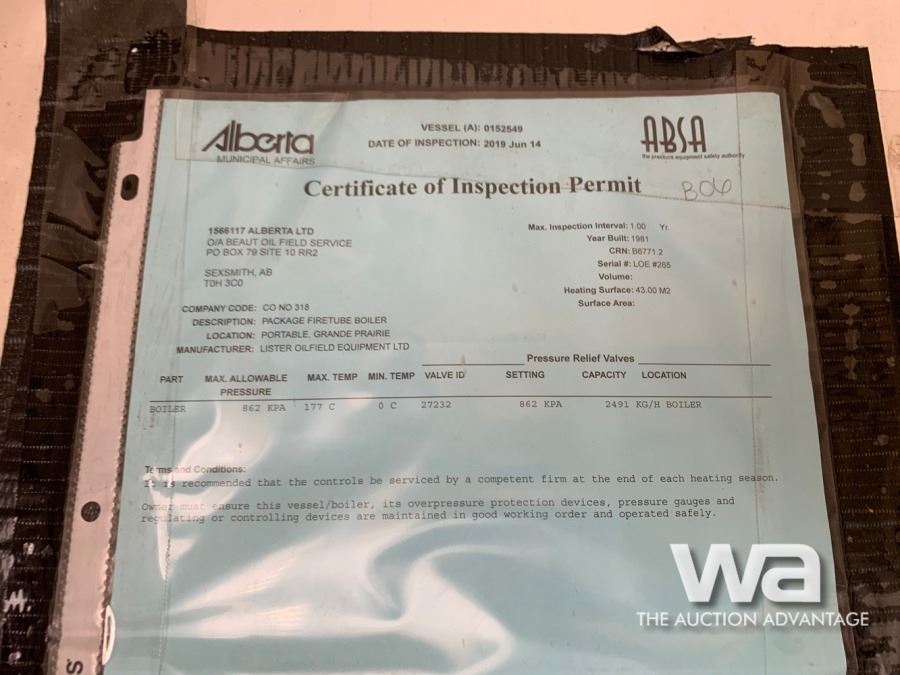 Alberta
MUNICIPAL AFFAIRS
VESSEL (A): 0152549
DATE OF INSPECTION: 2019 Jun 14
ABSA
the pressure equipment safety authority
Certificate of Inspection Permit
B06
1566117 ALBERTA LTD
O/A BEAUT OIL FIELD SERVICE
PO BOX 79 SITE 10 RR2
SEXSMITH, AB
T0H 3C0
Max. Inspection Interval: 1.00 Yr.
Year Built: 1981
CRN: B6771.2
Serial #: LOE #265
Volume:
Heating Surface: 43.00 M2
Surface Area:
COMPANY CODE: CO NO 318
DESCRIPTION: PACKAGE FIRETUBE BOILER
LOCATION: PORTABLE, GRANDE PRAIRIE
MANUFACTURER: LISTER OILFIELD EQUIPMENT LTD
Pressure Relief Valves
PART MAX. ALLOWABLE PRESSURE MAX. TEMP MIN. TEMP VALVE ID SETTING CAPACITY LOCATION
BOILER 862 KPA 177 C 0 C 27232 862 KPA 2491 KG/H BOILER
Terms and Conditions:
It is recommended that the controls be serviced by a competent firm at the end of each heating season.
Owner must ensure this vessel/boiler, its overpressure protection devices, pressure gauges and
regulating or controlling devices are maintained in good working order and operated safely.
M.
S
wa
THE AUCTION ADVANTAGE